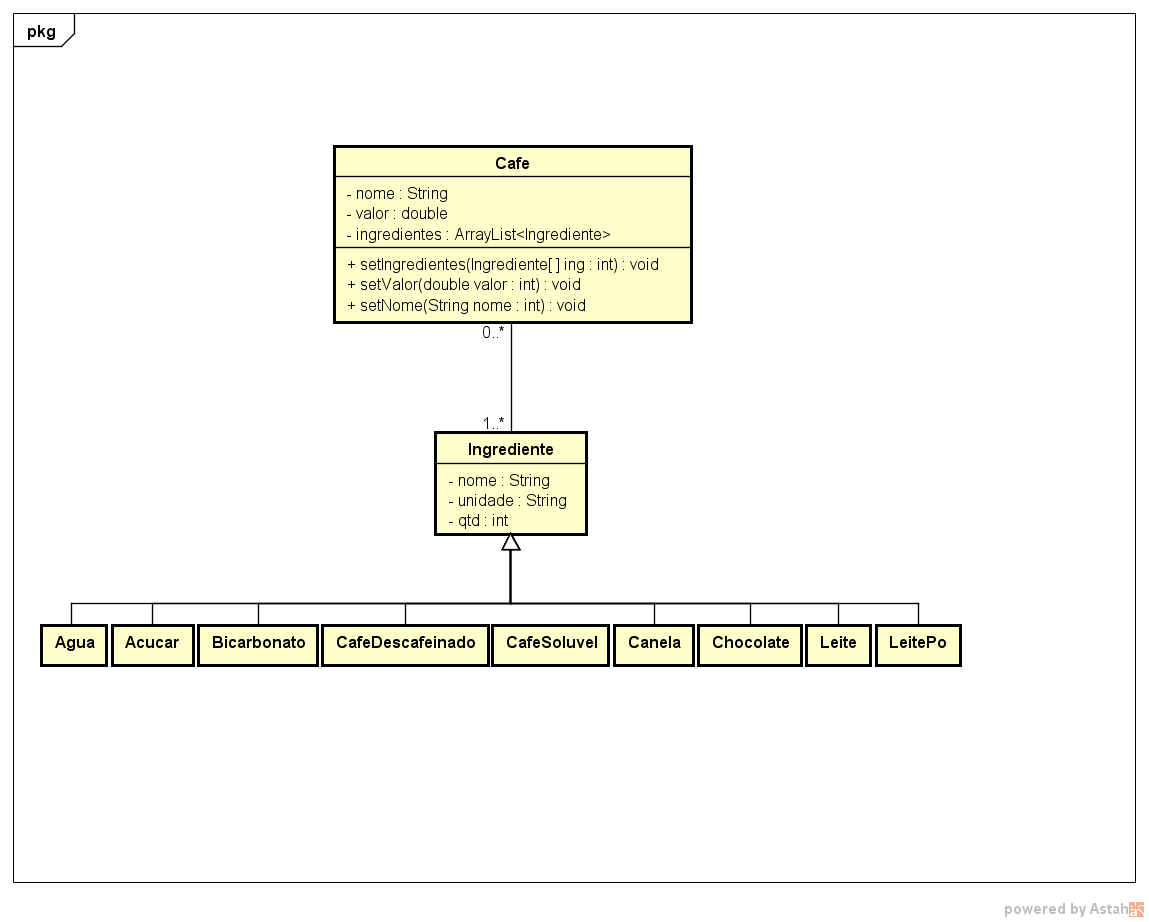 pkg
Cafe
- nome : String
- valor : double
- ingredientes : ArrayList<Ingrediente>
+ setIngredientes(Ingrediente[ ] ing : int) : void
+ setValor(double valor : int) : void
+ setNome(String nome : int) : void
0..*
1..*
Ingrediente
- nome : String
- unidade : String
- qtd : int
Agua
Acucar
Bicarbonato
CafeDescafeinado
CafeSoluvel
Canela
Chocolate
Leite
LeitePo
powered by Astah